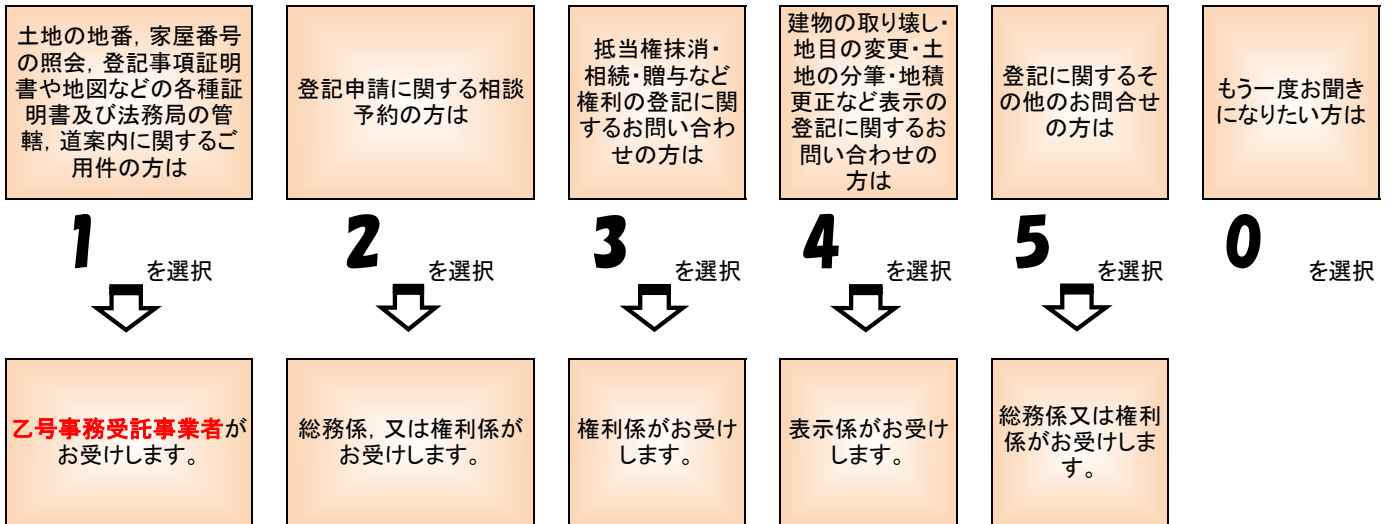 土地の地番，家屋番号
の照会，登記事項証明
書や地図などの各種証
明書及び法務局の管
轄，道案内に関するご
用件の方は
登記申請に関する相談
予約の方は
抵当権抹消・
相続・贈与など
権利の登記に関
するお問い合わ
せの方は
建物の取り壊し・
地目の変更・土
地の分筆・地積
更正など表示の
登記に関するお
問い合わせの
方は
登記に関するそ
の他のお問合せ
の方は
もう一度お聞き
になりたい方は
1 を選択
2 を選択
3 を選択
4 を選択
5 を選択
0 を選択
乙号事務受託事業者が
お受けします。
総務係，又は権利係が
お受けします。
権利係がお受け
します。
表示係がお受け
します。
総務係又は権利
係がお受けしま
す。